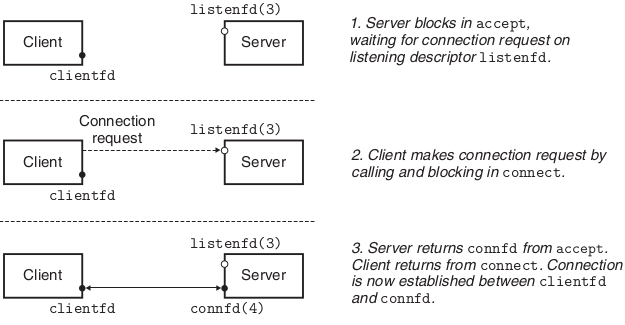 listenfd(3)
Client
Server
clientfd
1. Server blocks in accept,
waiting for connection request on
listening descriptor listenfd.
Connection
request
listenfd(3)
Client
Server
clientfd
2. Client makes connection request by
calling and blocking in connect.
listenfd(3)
Client
Server
clientfd
connfd(4)
3. Server returns connfd from accept.
Client returns from connect. Connection
is now established between clientfd
and connfd.